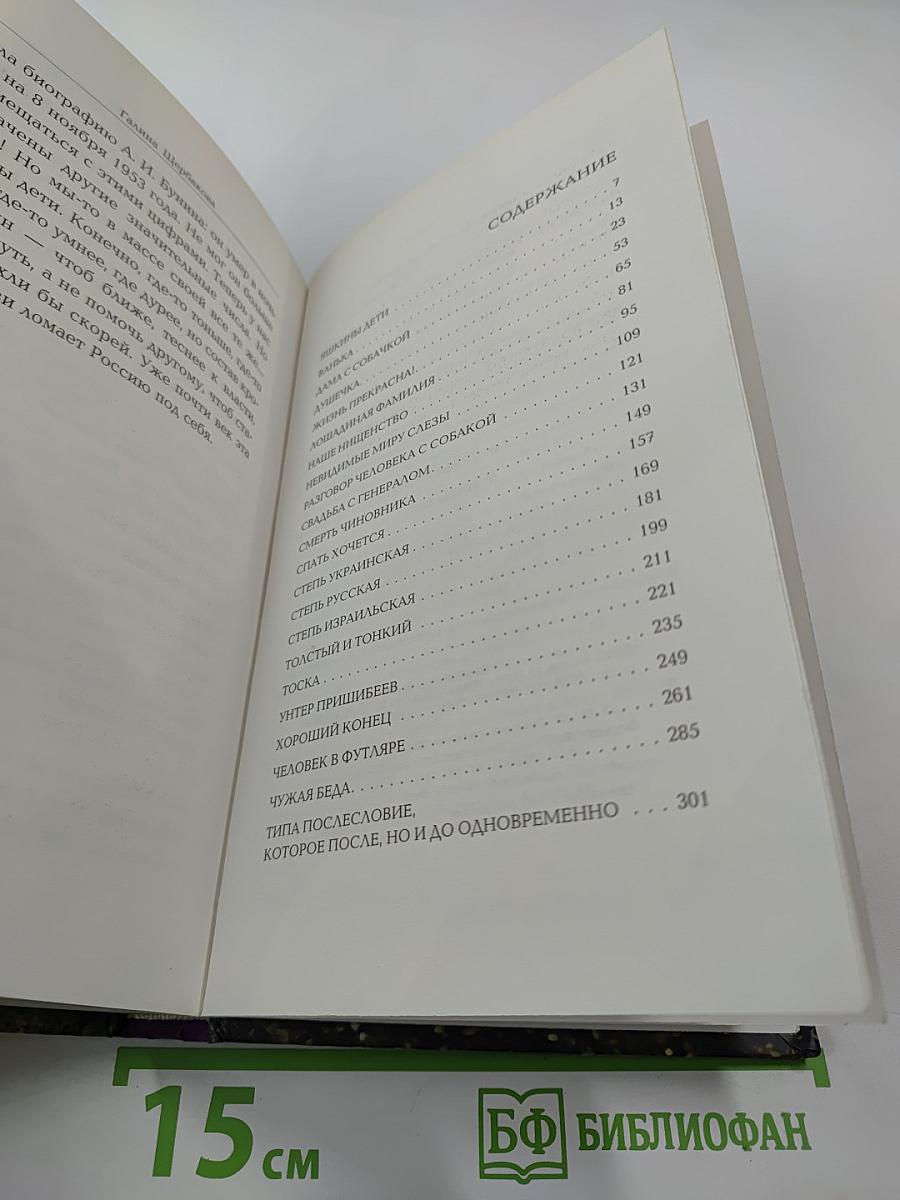 Галина Щербакова
ла биографию А. И. Бунина: он умер в ночь
на 8 ноября 1953 года. Не мог он больше
мещаться с этими цифрами. Теперь у нас
ачены другие значительные числа. Но
! Но мы-то в массе своей все те же...
ы дети. Конечно, где-то тоньше, где-то
где-то умнее, где дурее, но состав кро-
н — чтоб ближе, теснее к власти,
нуть, а не помочь другому, чтоб ста-
хли бы скорей. Уже почти век эта
ви ломает Россию под себя.
СОДЕРЖАНИЕ
ЯШКИНЫ ДЕТИ 7
ВАНЬКА 13
ДАМА С СОБАЧКОЙ 23
ДУШЕЧКА 53
ЖИЗНЬ ПРЕКРАСНА! 65
ЛОШАДИНАЯ ФАМИЛИЯ 81
НАШЕ НИЩЕНСТВО 95
НЕВИДИМЫЕ МИРУ СЛЕЗЫ 109
РАЗГОВОР ЧЕЛОВЕКА С СОБАКОЙ 121
СВАДЬБА С ГЕНЕРАЛОМ 131
СМЕРТЬ ЧИНОВНИКА 149
СПАТЬ ХОЧЕТСЯ 157
СТЕПЬ УКРАИНСКАЯ 169
СТЕПЬ РУССКАЯ 181
СТЕПЬ ИЗРАИЛЬСКАЯ 199
ТОЛСТЫЙ И ТОНКИЙ 211
ТОСКА 221
УНТЕР ПРИШИБЕЕВ 235
ХОРОШИЙ КОНЕЦ 249
ЧЕЛОВЕК В ФУТЛЯРЕ 261
ЧУЖАЯ БЕДА 285
ТИПА ПОСЛЕСЛОВИЕ,
КОТОРОЕ ПОСЛЕ, НО И ДО ОДНОВРЕМЕННО 301
15 см
БФ БИБЛИОФАН